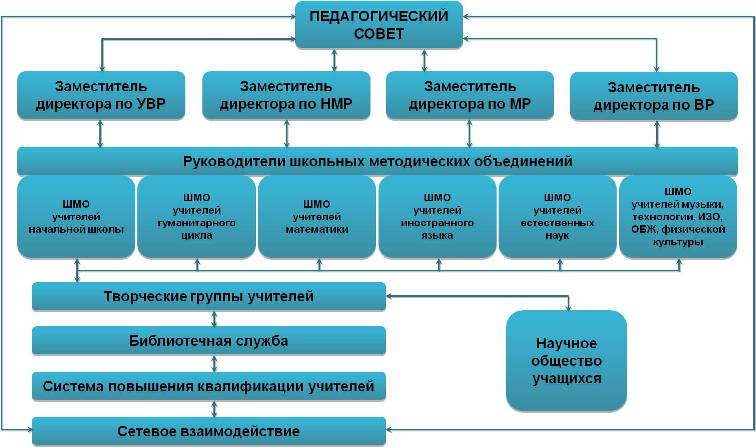 ПЕДАГОГИЧЕСКИЙ
СОВЕТ
Заместитель
директора по УВР
Заместитель
директора по НМР
Заместитель
директора по МР
Заместитель
директора по ВР
Руководители школьных методических объединений
ШМО
учителей
начальной школы
ШМО
учителей
гуманитарного
цикла
ШМО
учителей
математики
ШМО
учителей
иностранного
языка
ШМО
учителей
естественных
наук
ШМО
учителей музыки,
технологии, ИЗО,
ОБЖ, физической
культуры
Творческие группы учителей
Библиотечная служба
Система повышения квалификации учителей
Сетевое взаимодействие
Научное
общество
учащихся